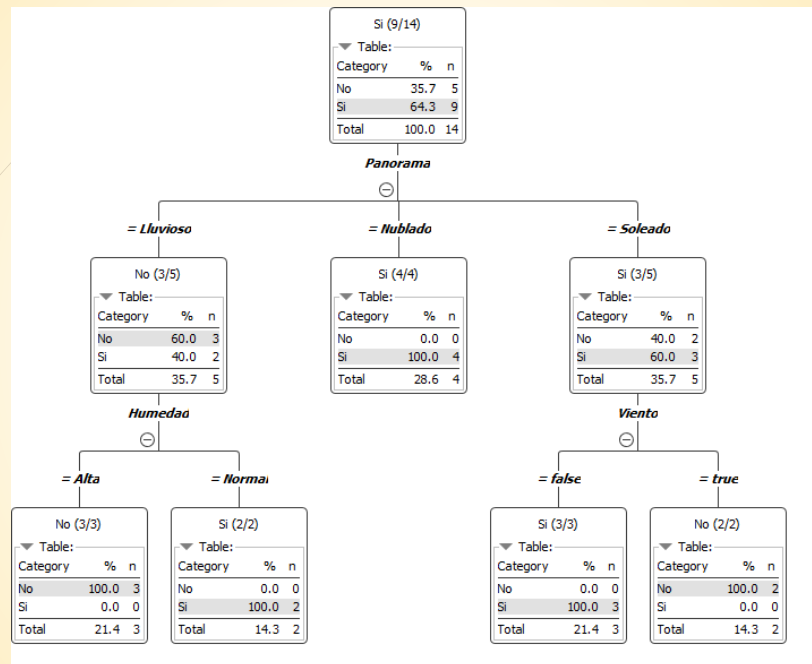 Si (9/14)
Table:
Category % n
No 35.7 5
Si 64.3 9
Total 100.0 14
Panorama
= Lluvioso
= Nublado
= Soleado
No (3/5)
Table:
Category % n
No 60.0 3
Si 40.0 2
Total 35.7 5
Si (4/4)
Table:
Category % n
No 0.0 0
Si 100.0 4
Total 28.6 4
Si (3/5)
Table:
Category % n
No 40.0 2
Si 60.0 3
Total 35.7 5
Humedad
Viento
= Alta
= Normal
= false
= true
No (3/3)
Table:
Category % n
No 100.0 3
Si 0.0 0
Total 21.4 3
Si (2/2)
Table:
Category % n
No 0.0 0
Si 100.0 2
Total 14.3 2
Si (3/3)
Table:
Category % n
No 0.0 0
Si 100.0 3
Total 21.4 3
No (2/2)
Table:
Category % n
No 100.0 2
Si 0.0 0
Total 14.3 2